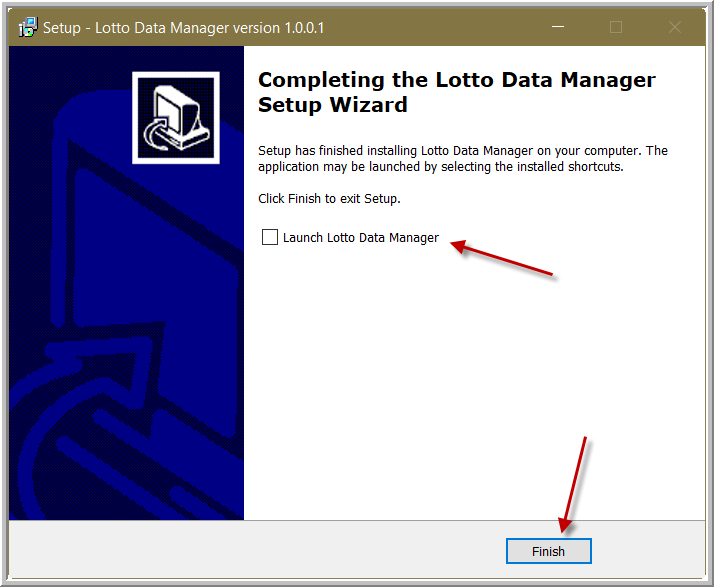 Setup - Lotto Data Manager version 1.0.0.1
Completing the Lotto Data Manager
Setup Wizard
Setup has finished installing Lotto Data Manager on your computer. The
application may be launched by selecting the installed shortcuts.
Click Finish to exit Setup.
Launch Lotto Data Manager
Finish